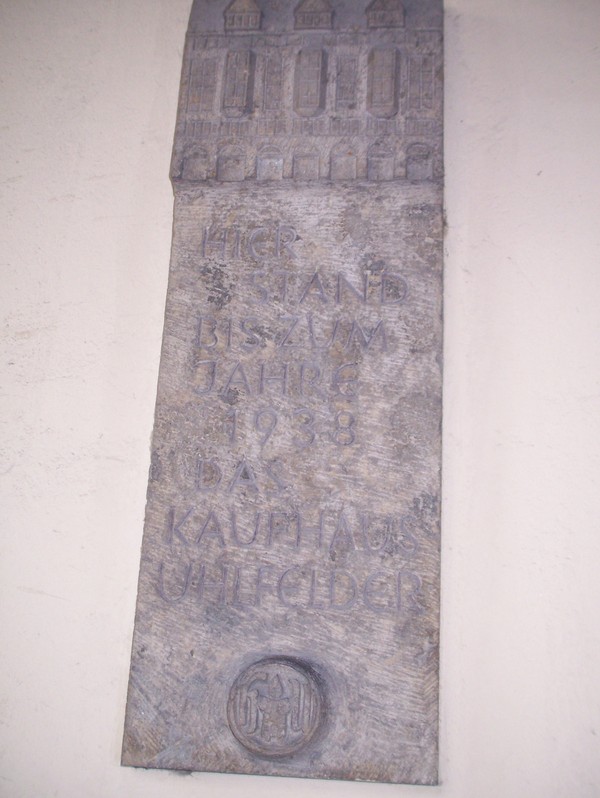 HIER
STAND
BIS ZUM
JAHRE
1938
DAS
KAUFHAUS
UHLFELDER